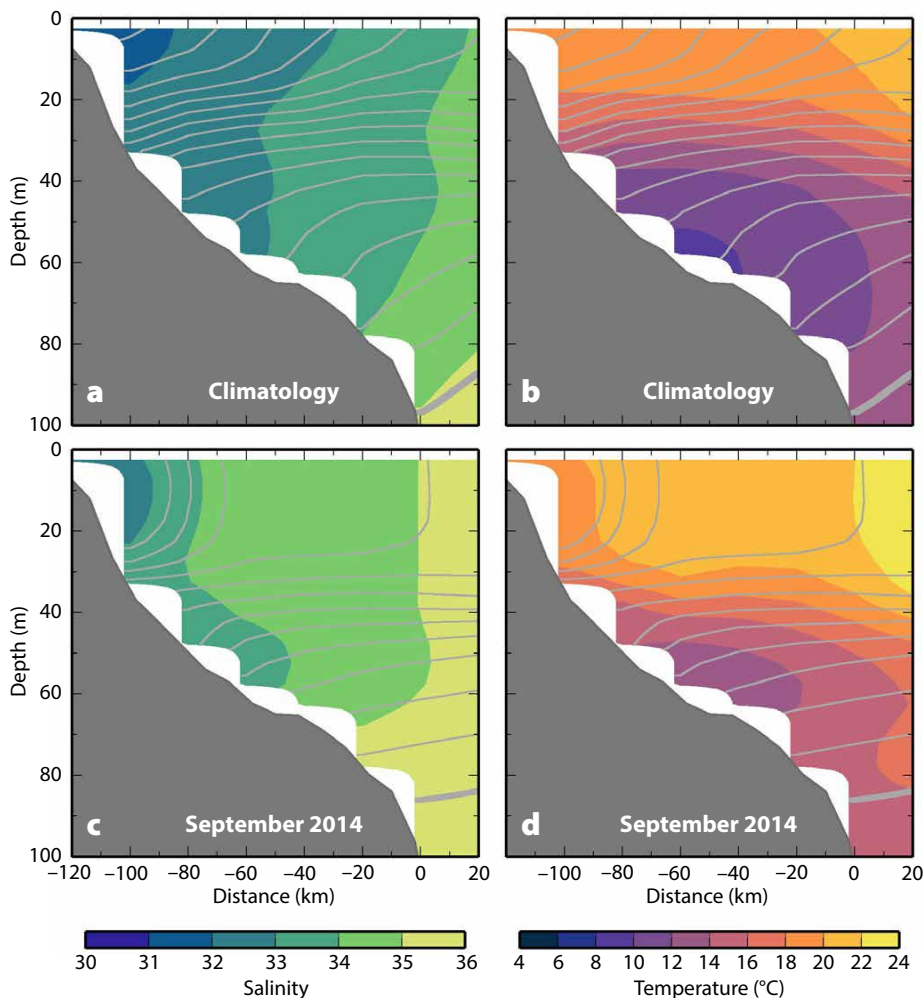 0
20
40
60
80
100
Depth (m)
a
Climatology
b
Climatology
0
20
40
60
80
100
Depth (m)
c
September 2014
d
September 2014
−120 −100 −80 −60 −40 −20 0 20
−100 −80 −60 −40 −20 0 20
Distance (km)
Distance (km)
30 31 32 33 34 35 36
Salinity
4 6 8 10 12 14 16 18 20 22 24
Temperature (°C)